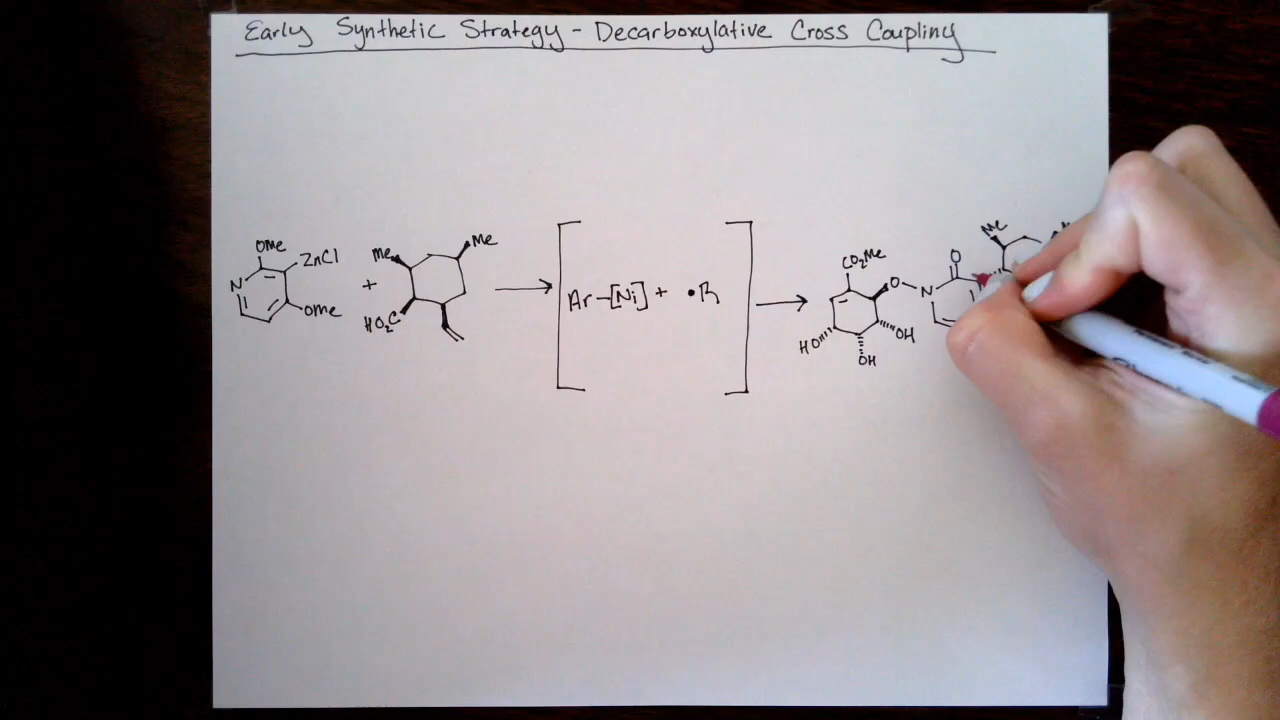 Early Synthetic Strategy - Decarboxylative Cross Coupling
OMe
N
ZnCl
OMe
+
Me
Me
HO₂C
Ar-[Ni] + •R
CO₂Me
O
N
O
HO
OH
OH
Me